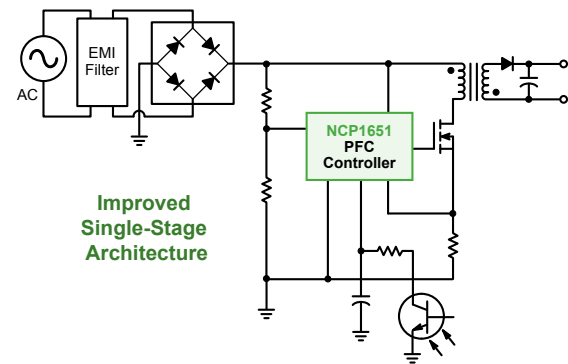 EMI
Filter
AC
NCP1651
PFC
Controller
Improved
Single-Stage
Architecture